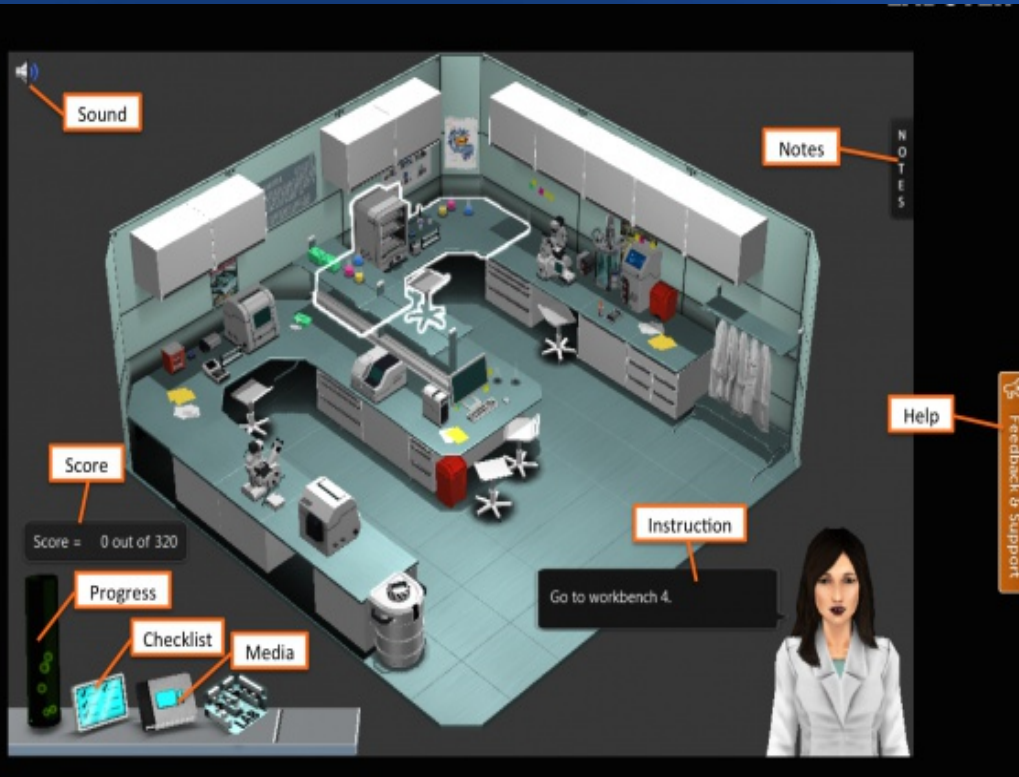 Sound
Notes
NOTES
Help
Feedback & Support
Score
Score = 0 out of 320
Instruction
Go to workbench 4.
Progress
Checklist
Media